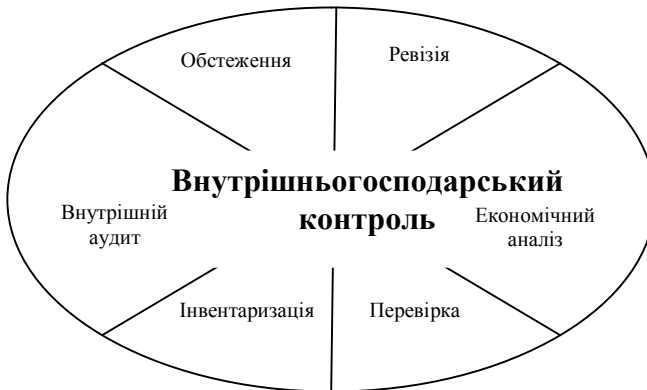 Обстеження
Ревізія
Внутрішньогосподарський
контроль
Внутрішній
аудит
Економічний
аналіз
Інвентаризація
Перевірка